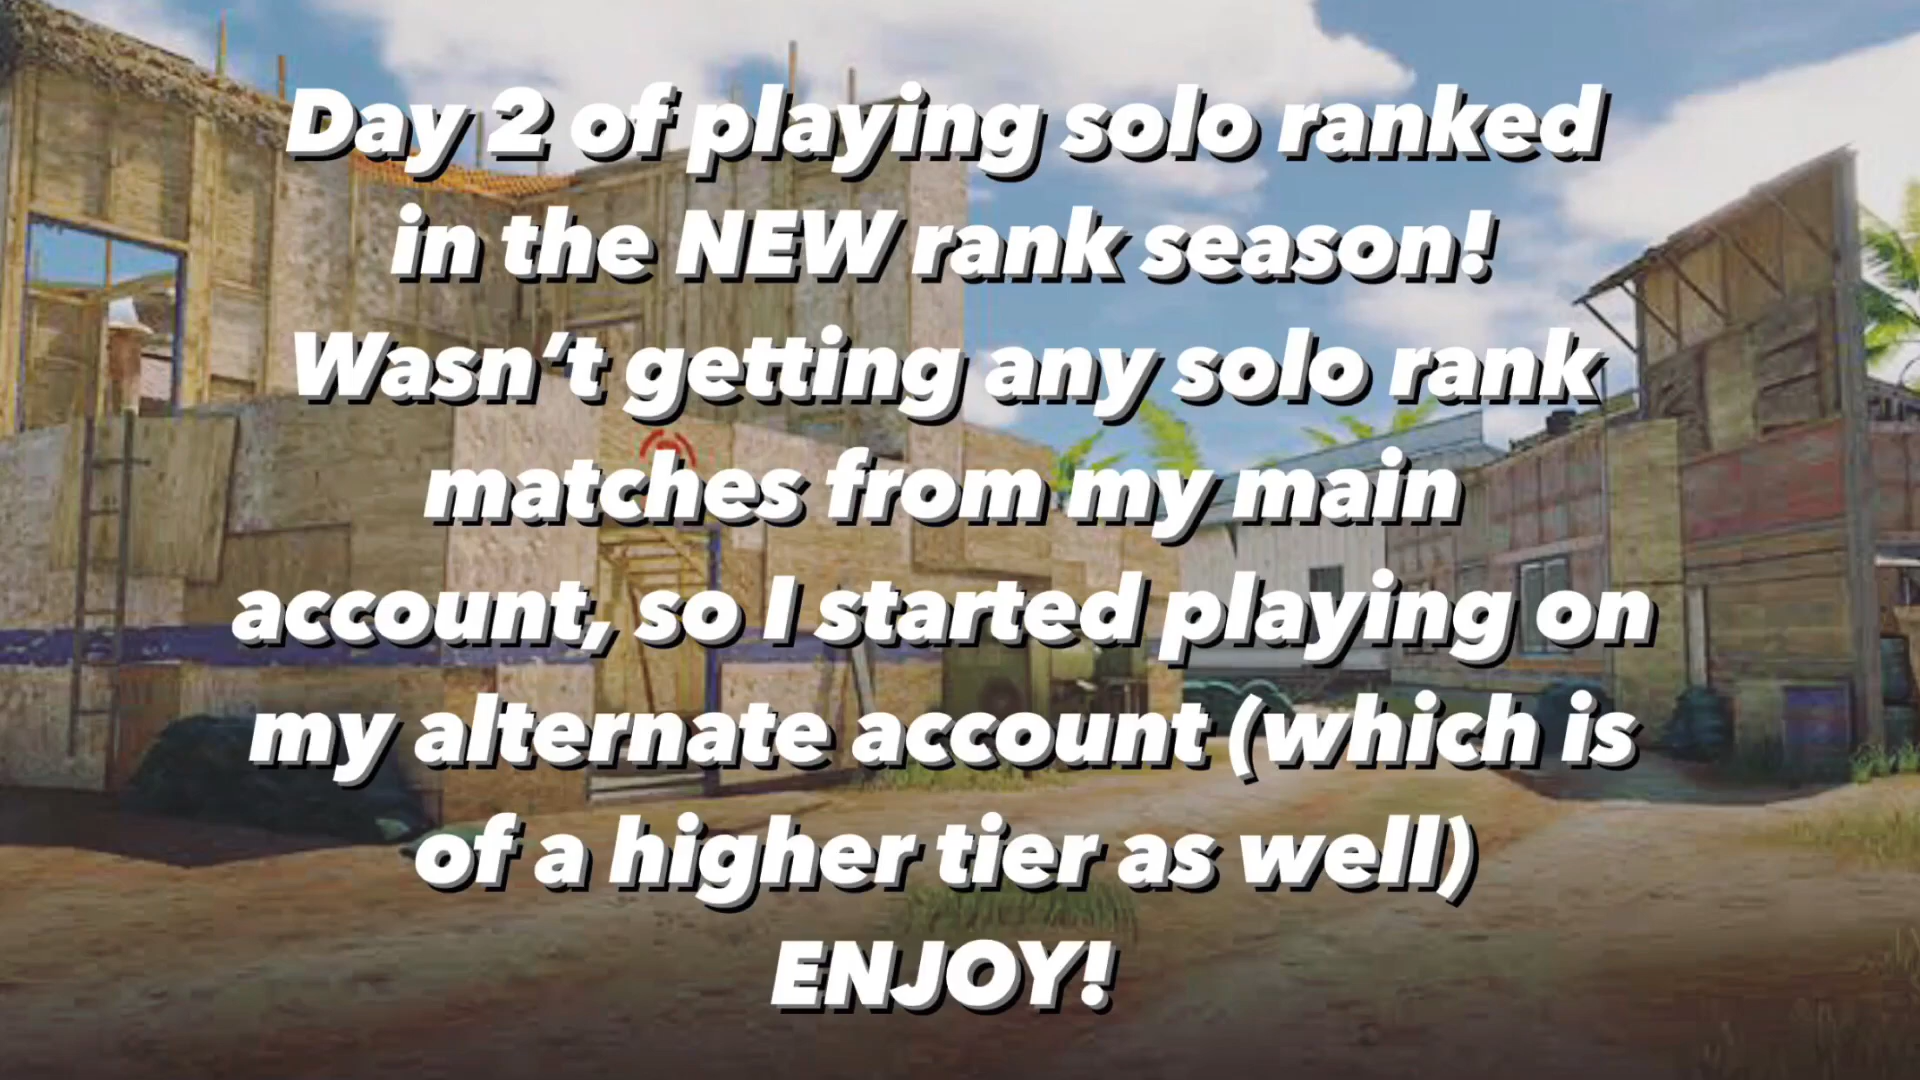 Day 2 of playing solo ranked
in the NEW rank season!
Wasn't getting any solo rank
matches from my main
account, so I started playing on
my alternate account (which is
of a higher tier as well)
ENJOY!